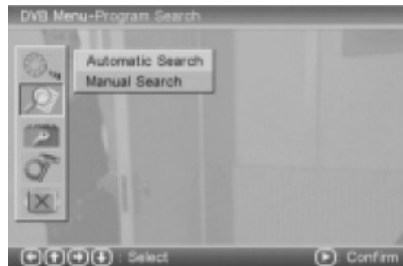 DVB Menu-Program Search
Automatic Search
Manual Search
: Select
: Confirm